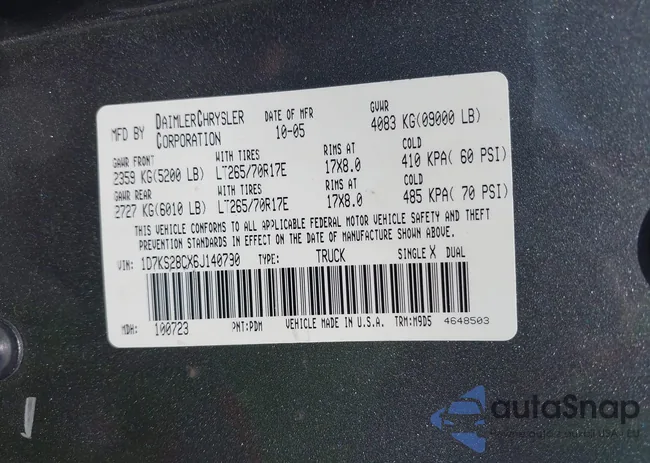 MFD BY DAIMLERCHRYSLER CORPORATION DATE OF MFR 10-05 GVWR 4083 KG(09000 LB)
GAWR FRONT WITH TIRES RIMS AT COLD
2359 KG(5200 LB) LT265/70R17E 17X8.0 410 KPA( 60 PSI)
GAWR REAR WITH TIRES RIMS AT COLD
2727 KG(6010 LB) LT265/70R17E 17X8.0 485 KPA( 70 PSI)
THIS VEHICLE CONFORMS TO ALL APPLICABLE FEDERAL MOTOR VEHICLE SAFETY AND THEFT
PREVENTION STANDARDS IN EFFECT ON THE DATE OF MANUFACTURE SHOWN ABOVE.
VIN: 1D7KS28CX6J140790 TYPE: TRUCK SINGLE X DUAL
MDH: 100723 PNT:PDM VEHICLE MADE IN U.S.A. TRM:M9D5 4648503
autoSnap